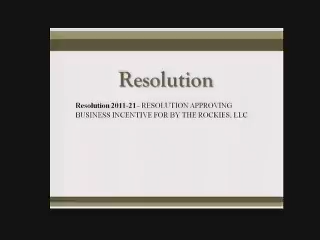 Resolution
Resolution 2011-21 - RESOLUTION APPROVING
BUSINESS INCENTIVE FOR BY THE ROCKIES, LLC